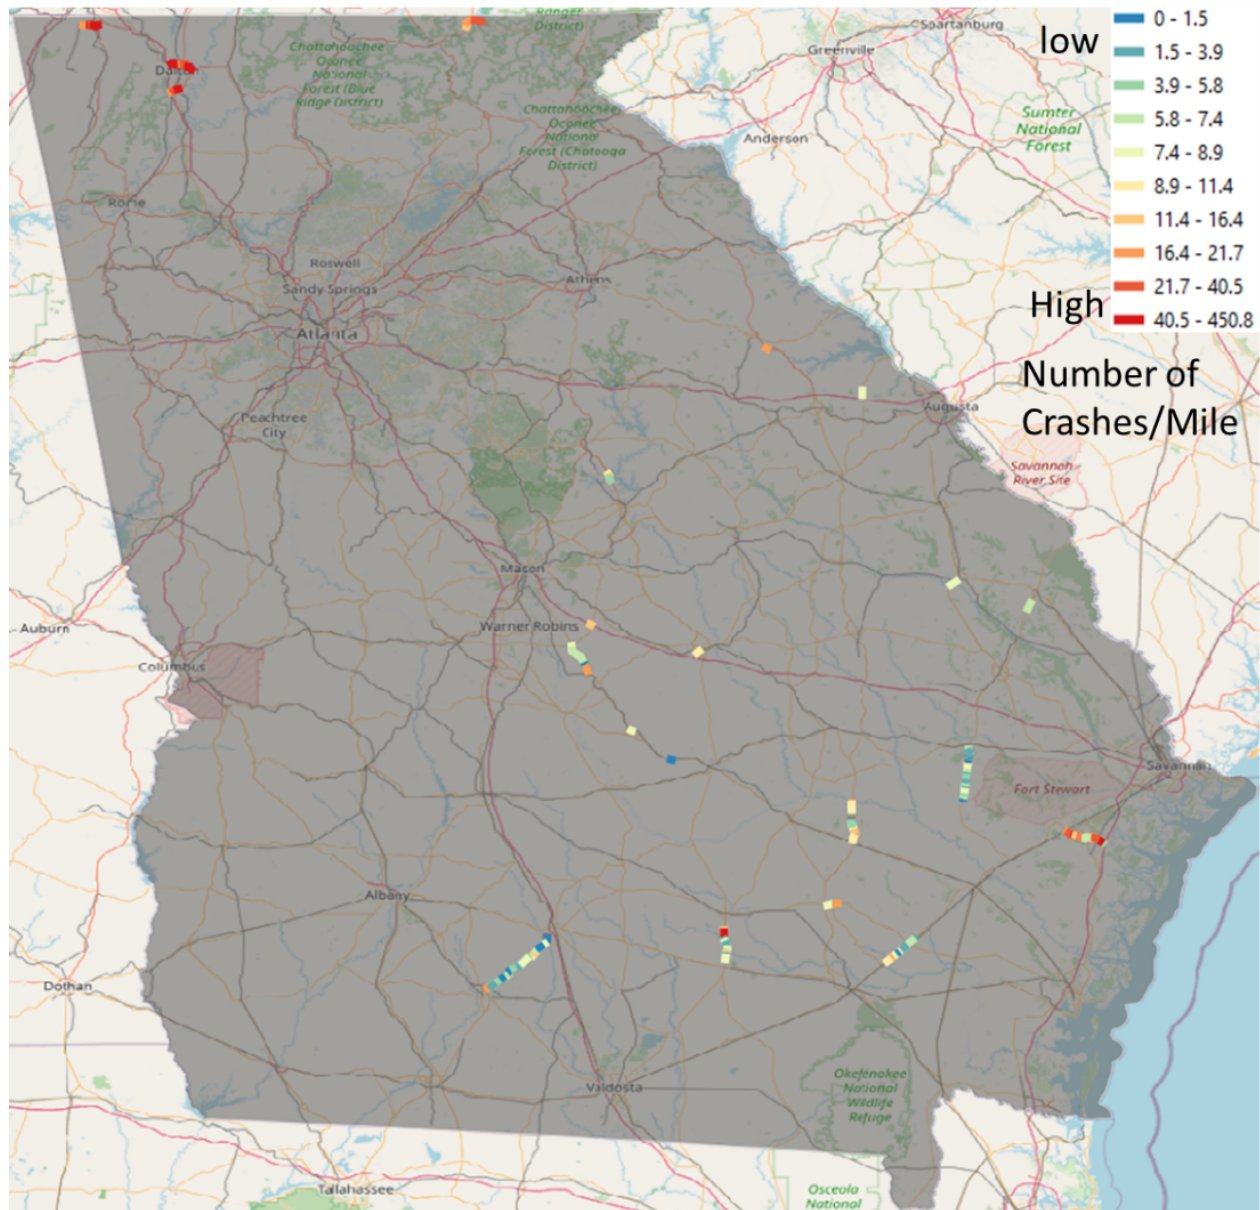 Ranger
District)
Spartanburg
Greenville
low
0 - 1.5
1.5 - 3.9
3.9 - 5.8
5.8 - 7.4
7.4 - 8.9
8.9 - 11.4
11.4 - 16.4
16.4 - 21.7
High
21.7 - 40.5
40.5 - 450.8
Number of
Crashes/Mile
Chattahoochee
Oconee
National
Forest (Blue
Ridge District)
Dalton
Chattahoochee
Oconee
National
Forest (Chatooga
District)
Anderson
Sumter
National
Forest
Rome
Roswell
Sandy Springs
Athens
Atlanta
Peachtree
City
Augusta
Savannah
River Site
Macon
Auburn
Warner Robins
Columbus
Savannah
Fort Stewart
Albany
Dothan
Valdosta
Okefenokee
National
Wildlife
Refuge
Tallahassee
Osceola
National